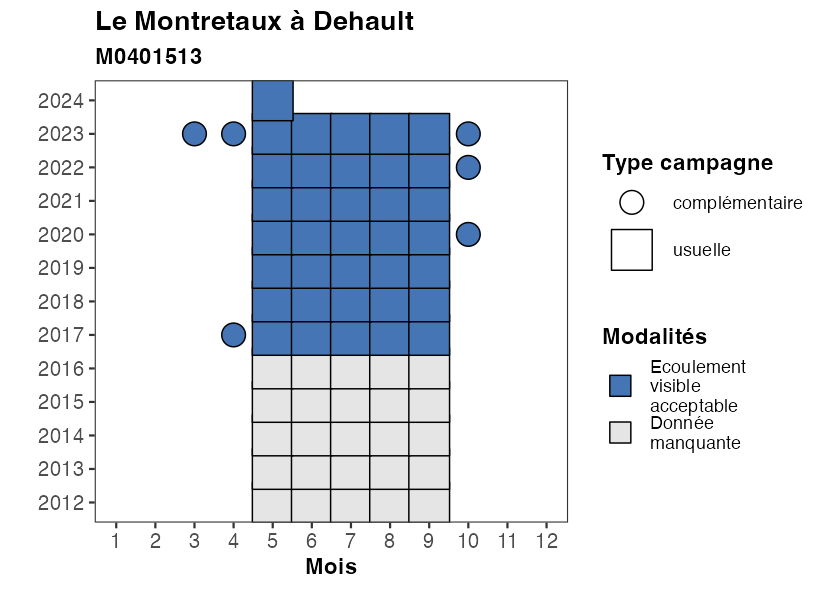 Le Montretaux à Dehault
M0401513
2024
2023
2022
2021
2020
2019
2018
2017
2016
2015
2014
2013
2012
1 2 3 4 5 6 7 8 9 10 11 12
Mois
Type campagne
complémentaire
usuelle
Modalités
Ecoulement
visible
acceptable
Donnée
manquante